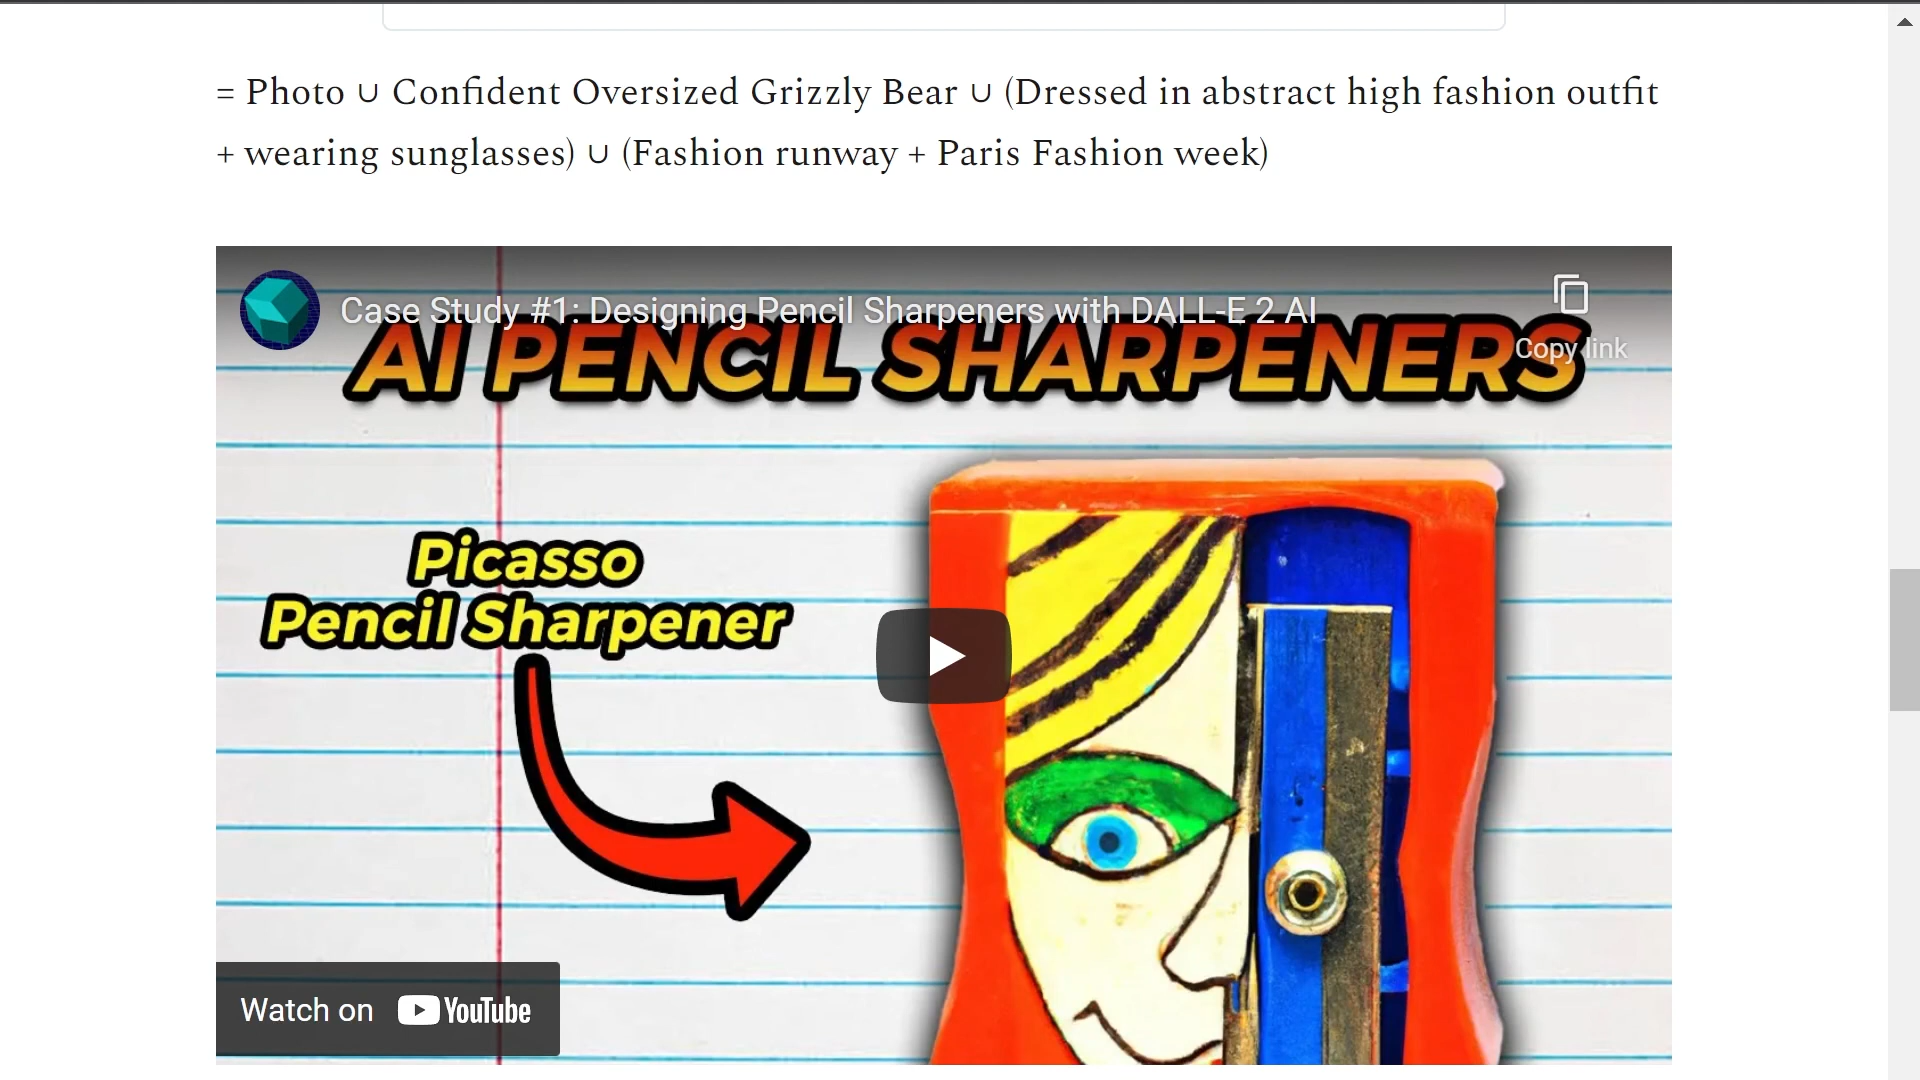 = Photo ∪ Confident Oversized Grizzly Bear ∪ (Dressed in abstract high fashion outfit
+ wearing sunglasses) ∪ (Fashion runway + Paris Fashion week)
Case Study #1: Designing Pencil Sharpeners with DALL-E 2 AI
Copy link
AI PENCIL SHARPENERS
Picasso
Pencil Sharpener
Watch on YouTube